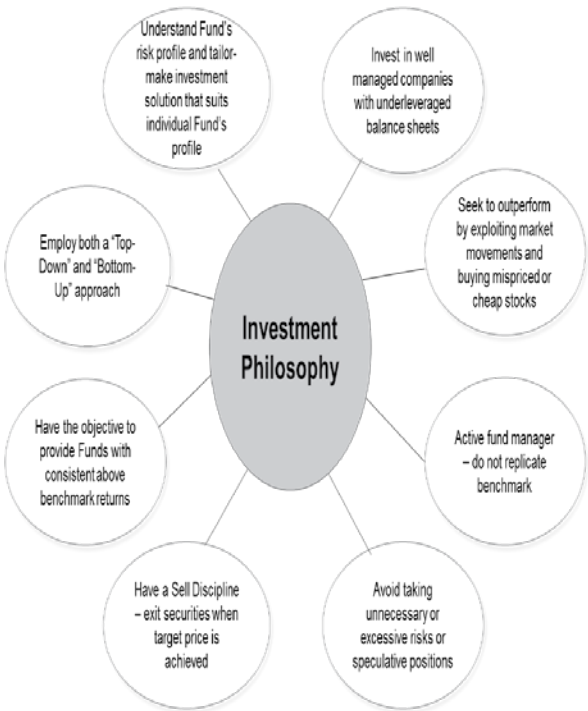 Understand Fund's
risk profile and tailor-
make investment
solution that suits
individual Fund's
profile
Invest in well
managed companies
with underleveraged
balance sheets
Employ both a "Top-
Down" and "Bottom-
Up" approach
Seek to outperform
by exploiting market
movements and
buying mispriced or
cheap stocks
Investment
Philosophy
Have the objective to
provide Funds with
consistent above
benchmark returns
Active fund manager
– do not replicate
benchmark
Have a Sell Discipline
– exit securities when
target price is
achieved
Avoid taking
unnecessary or
excessive risks or
speculative positions